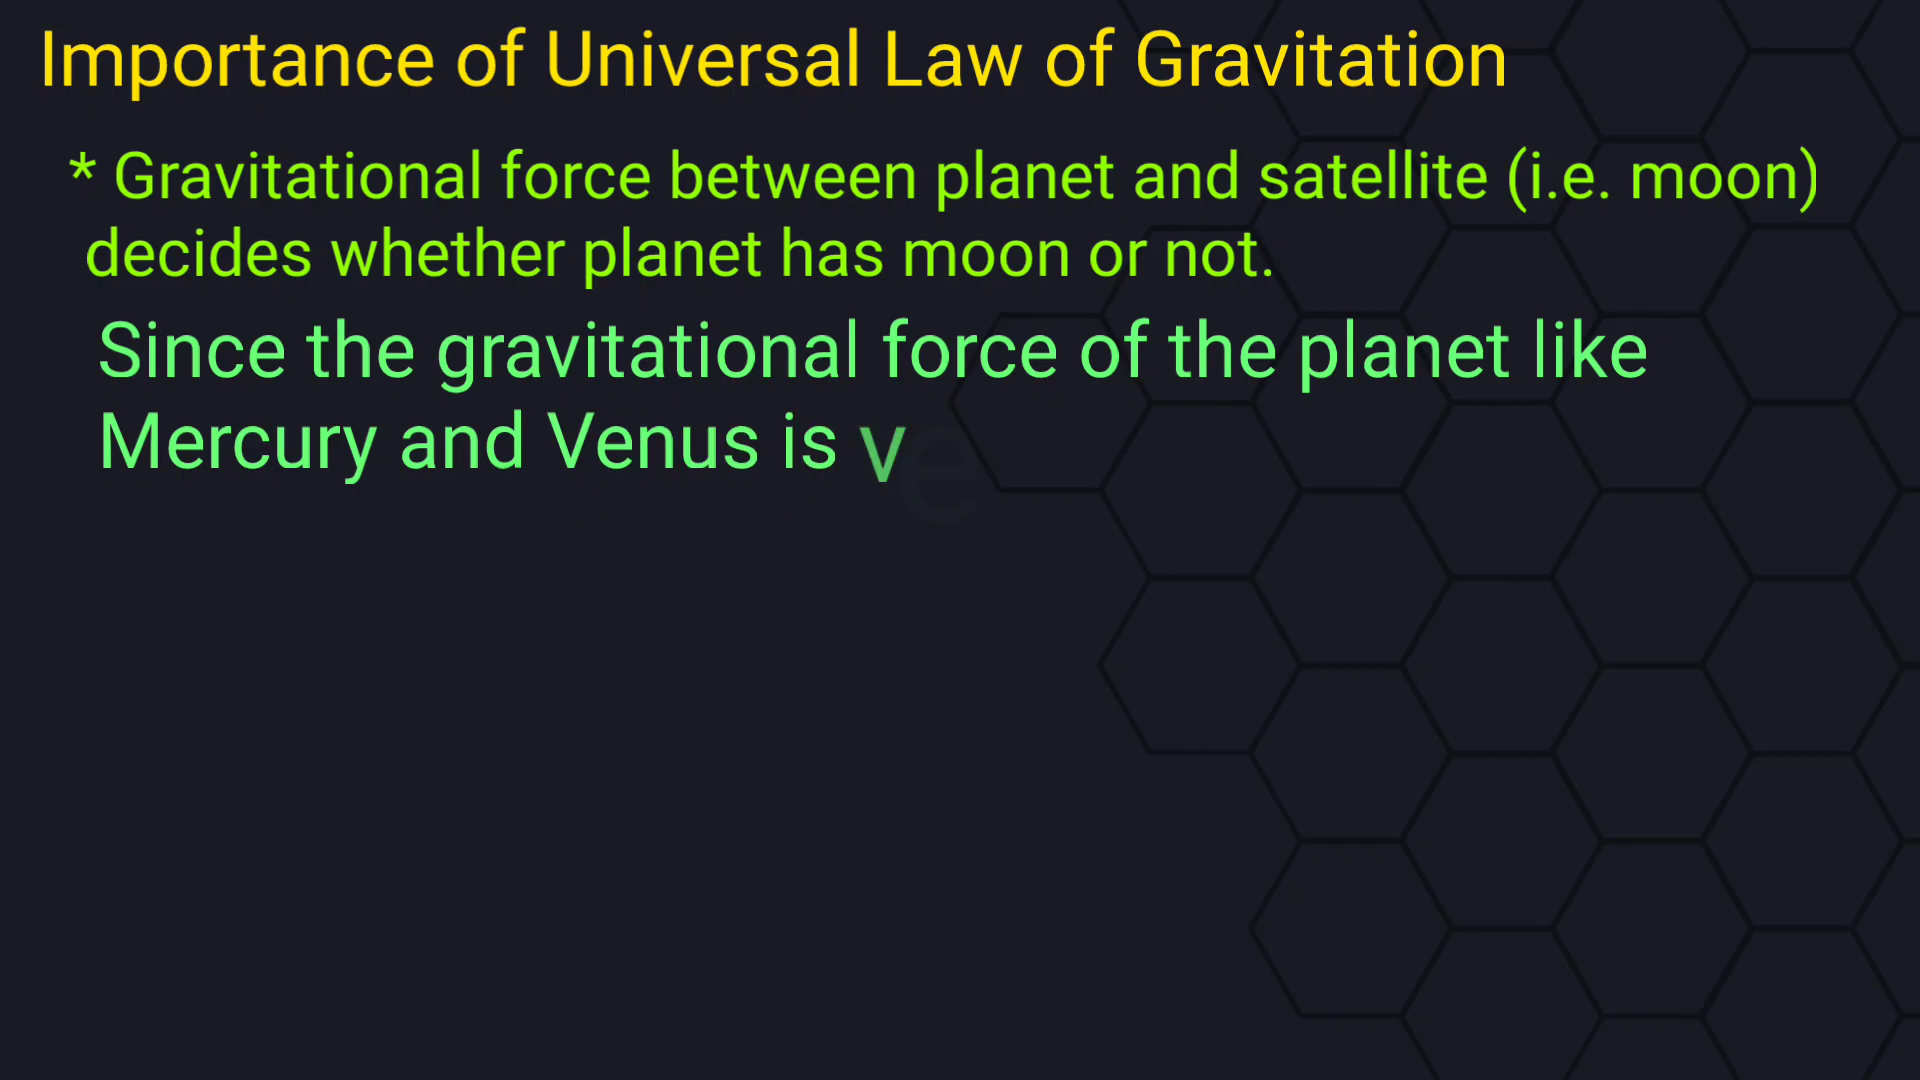 Importance of Universal Law of Gravitation
* Gravitational force between planet and satellite (i.e. moon)
decides whether planet has moon or not.
Since the gravitational force of the planet like
Mercury and Venus is